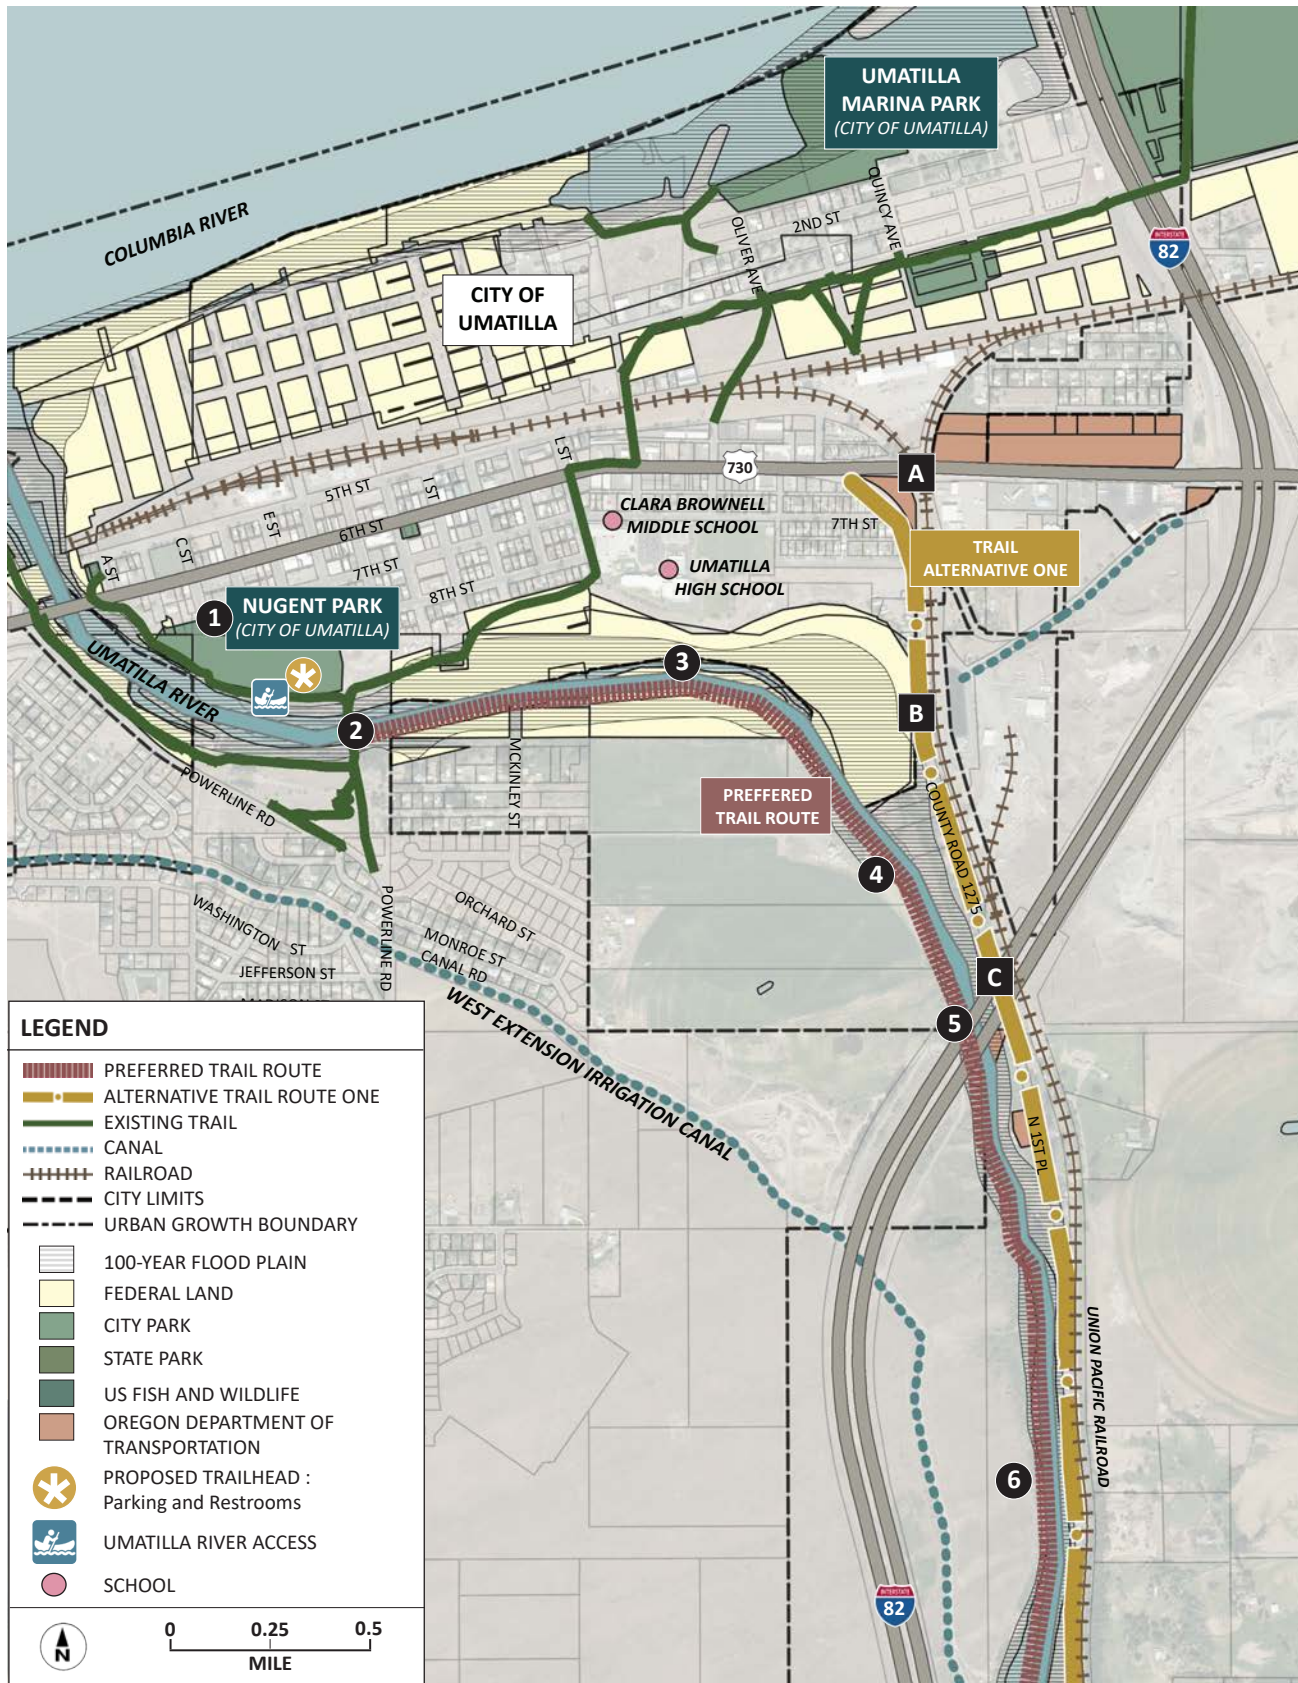 UMATILLA
MARINA PARK
(CITY OF UMATILLA)
COLUMBIA RIVER
QUINCY AVE
2ND ST
OLIVER AVE
INTERSTATE
82
CITY OF
UMATILLA
L ST
730
A
5TH ST
I ST
E ST
6TH ST
CLARA BROWNELL
MIDDLE SCHOOL
7TH ST
C ST
A ST
7TH ST
8TH ST
UMATILLA
HIGH SCHOOL
TRAIL
ALTERNATIVE ONE
1
NUGENT PARK
(CITY OF UMATILLA)
UMATILLA RIVER
3
2
B
MCKINLEY ST
POWERLINE RD
PREFFERED
TRAIL ROUTE
COUNTY ROAD 1275
4
POWERLINE RD
ORCHARD ST
WASHINGTON ST
MONROE ST
CANAL RD
JEFFERSON ST
C
WEST EXTENSION IRRIGATION CANAL
5
N 1ST PL
UNION PACIFIC RAILROAD
6
INTERSTATE
82
LEGEND
PREFERRED TRAIL ROUTE
ALTERNATIVE TRAIL ROUTE ONE
EXISTING TRAIL
CANAL
RAILROAD
CITY LIMITS
URBAN GROWTH BOUNDARY
100-YEAR FLOOD PLAIN
FEDERAL LAND
CITY PARK
STATE PARK
US FISH AND WILDLIFE
OREGON DEPARTMENT OF
TRANSPORTATION
PROPOSED TRAILHEAD :
Parking and Restrooms
UMATILLA RIVER ACCESS
SCHOOL
N
0 0.25 0.5
MILE